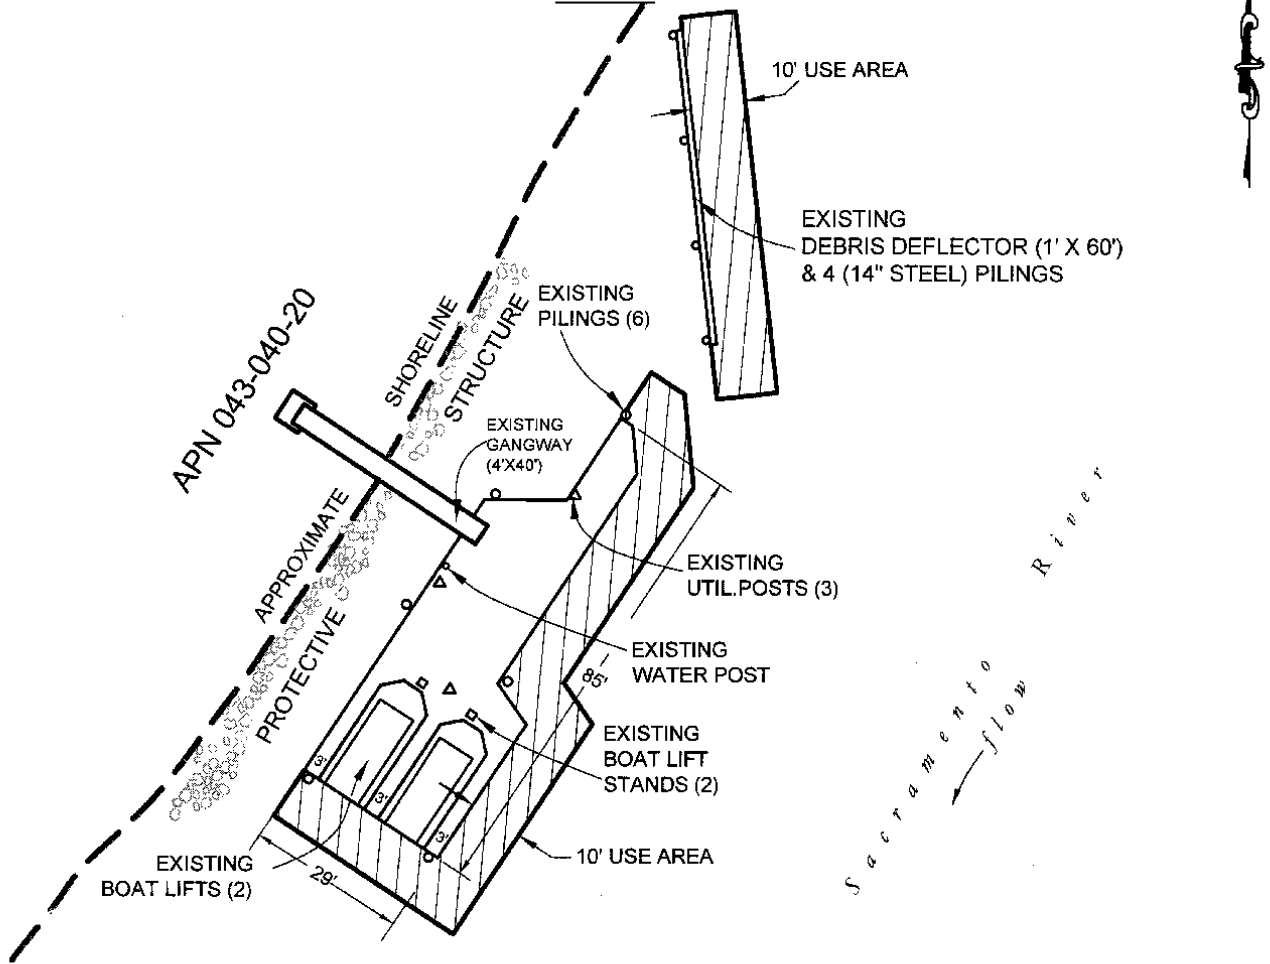 10' USE AREA
EXISTING
DEBRIS DEFLECTOR (1' X 60')
& 4 (14" STEEL) PILINGS
EXISTING
PILINGS (6)
APN 043-040-20
SHORELINE
STRUCTURE
EXISTING
GANGWAY
(4'X40')
APPROXIMATE
PROTECTIVE
EXISTING
UTIL.POSTS (3)
EXISTING
WATER POST
85'
EXISTING
BOAT LIFT
STANDS (2)
3'
3'
3'
10' USE AREA
EXISTING
BOAT LIFTS (2)
29'
Sacramento River
flow